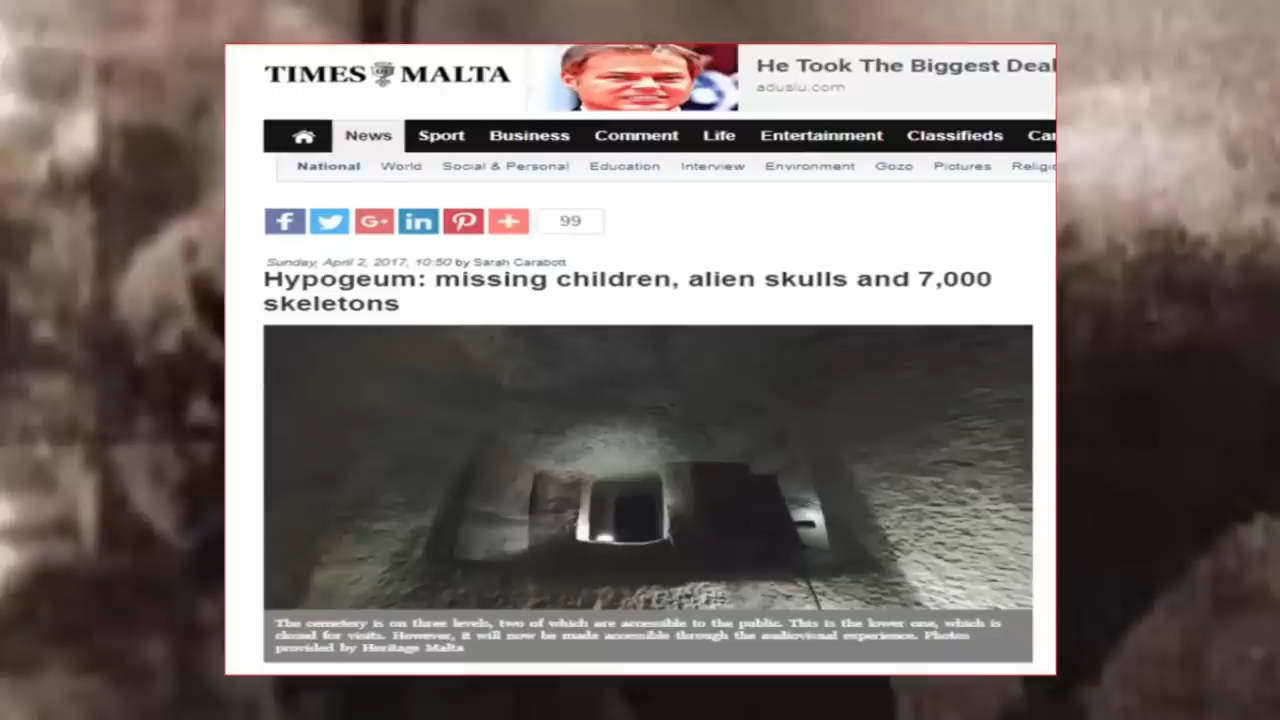 TIMES MALTA
He Took The Biggest Deal
aduslu.com
News Sport Business Comment Life Entertainment Classifieds Car
National World Social & Personal Education Interview Environment Gozo Pictures Religio
f G+ in 99
Sunday, April 2, 2017, 10:50 by Sarah Carabott
Hypogeum: missing children, alien skulls and 7,000
skeletons
The cemetery is on three levels, two of which are accessible to the public. This is the lower one, which is
closed for visits. However, it will now be made accessible through the audiovisual experience. Photos
provided by Heritage Malta